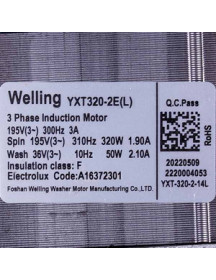 Welling YXT320-2E(L)
3 Phase Induction Motor
195V(3~) 300Hz 3A
Spin 195V(3~) 310Hz 320W 1.90A
Wash 36V(3~) 10Hz 50W 2.10A
Insulation class: F
Electrolux Code:A16372301
Foshan Welling Washer Motor Manufacturing CO.,LTD.
Q.C.Pass
20220509
2220004053
YXT-320-2-14L